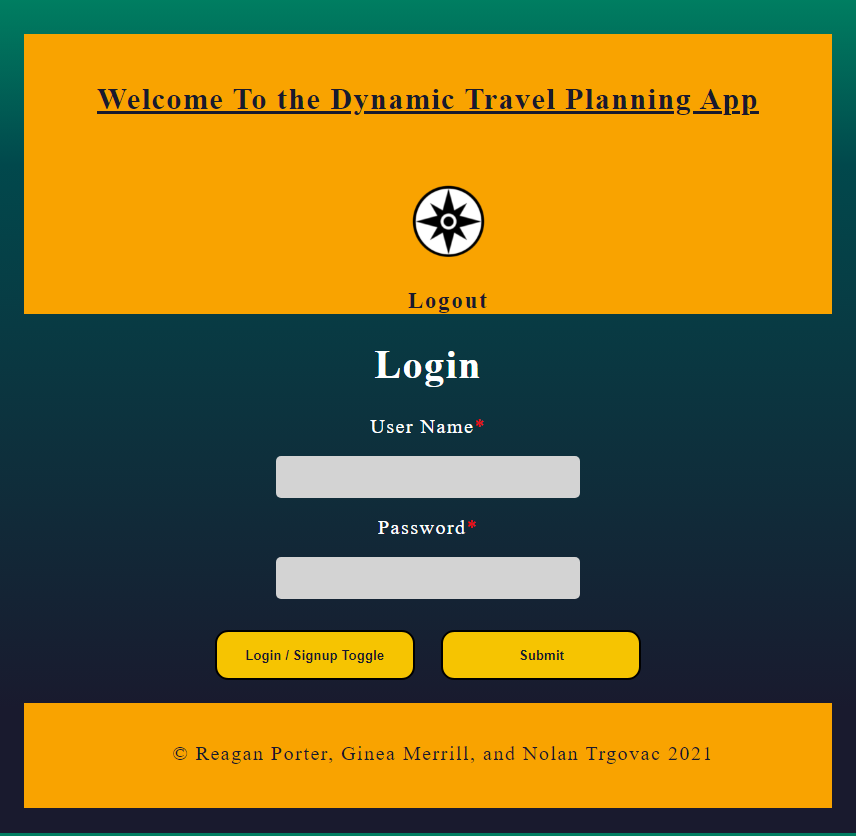 Welcome To the Dynamic Travel Planning App
Logout
Login
User Name*
Password*
Login / Signup Toggle
Submit
© Reagan Porter, Ginea Merrill, and Nolan Trgovac 2021